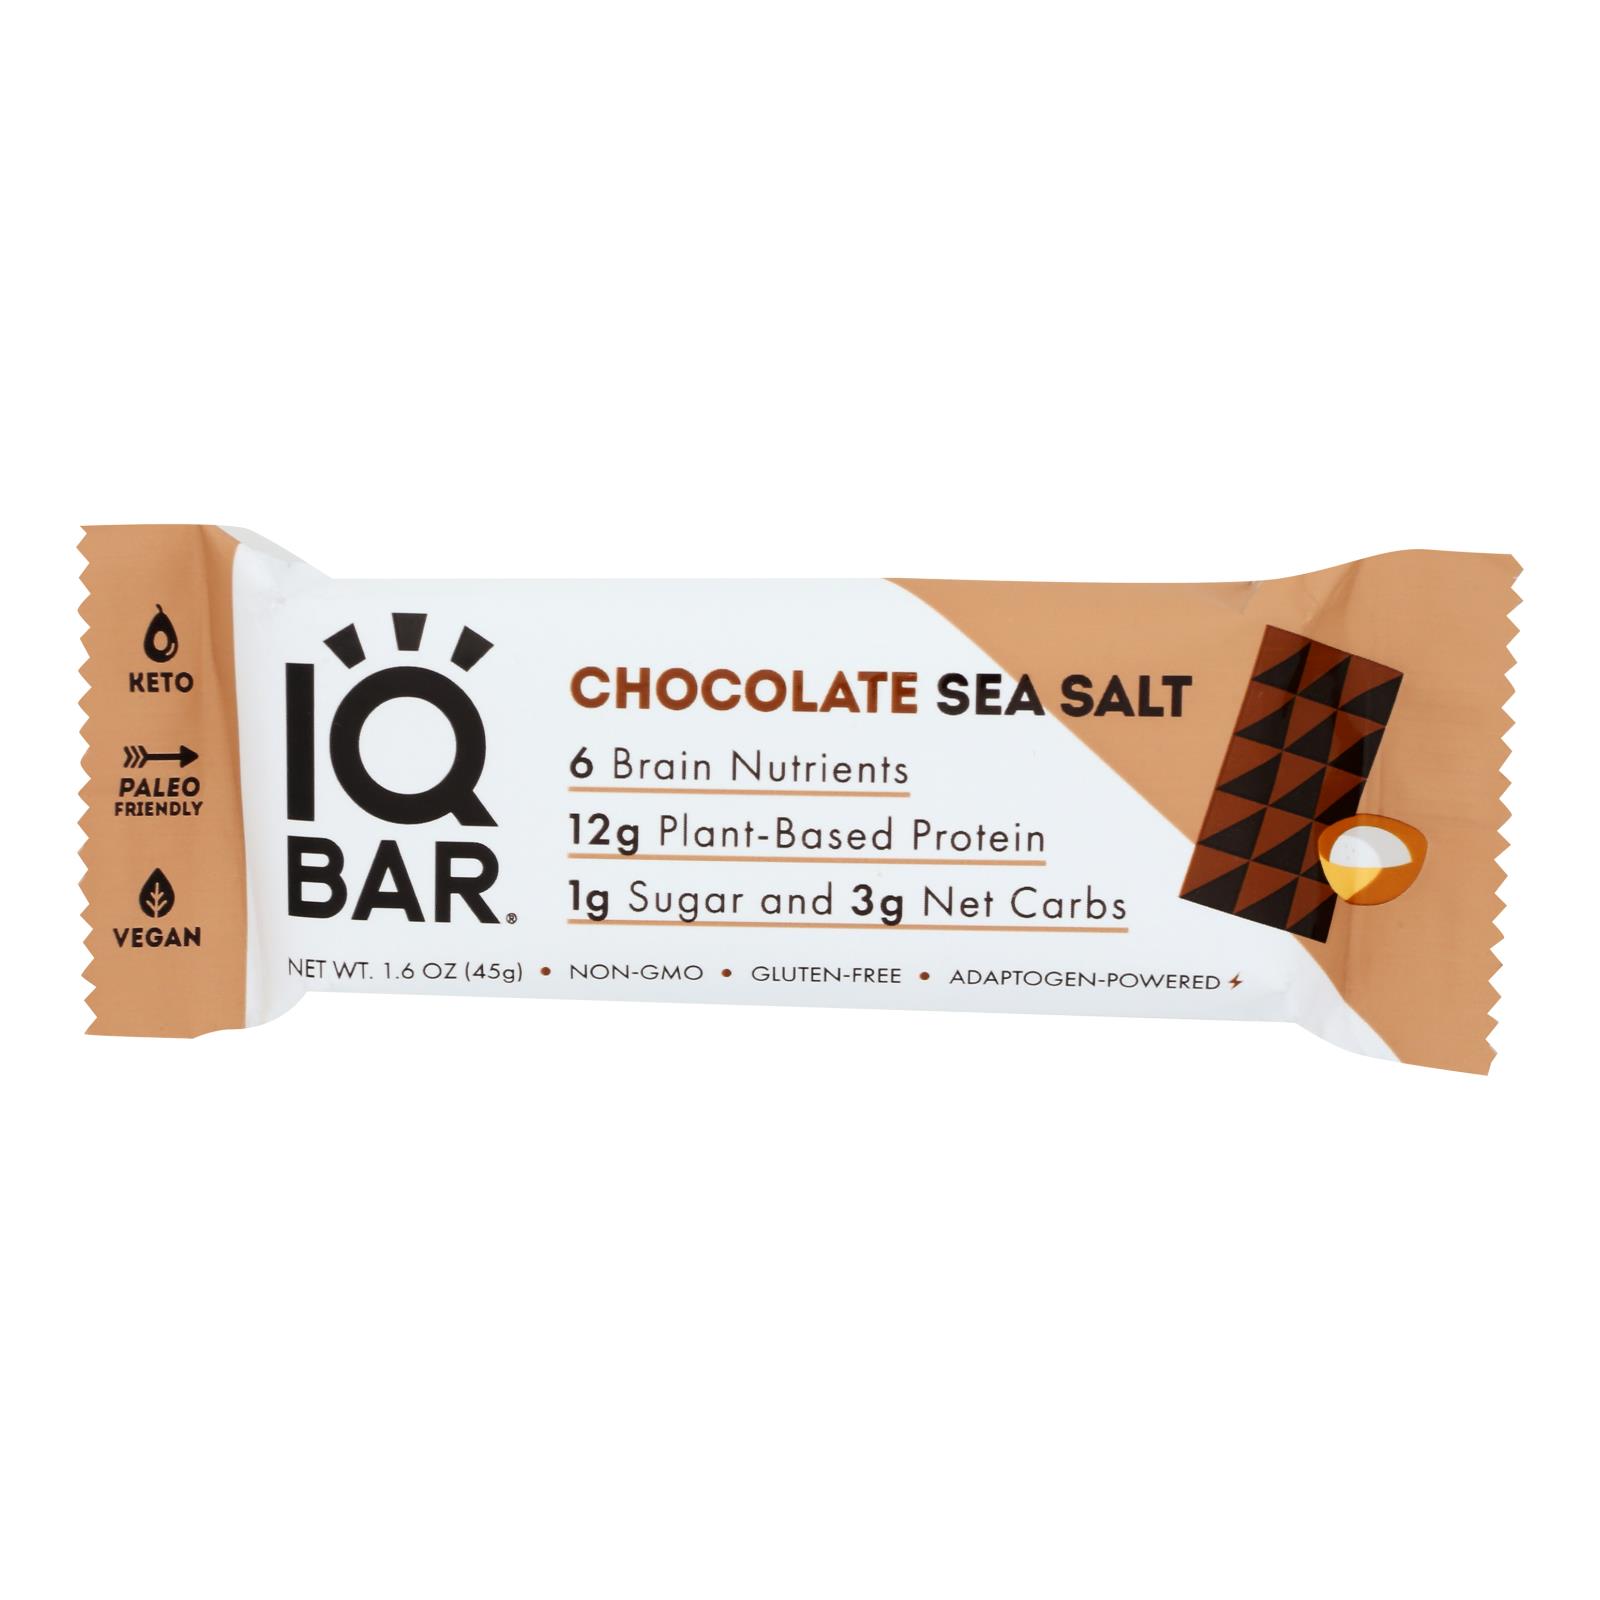 KETO
PALEO
FRIENDLY
VEGAN
IQ
BAR®
CHOCOLATE SEA SALT
6 Brain Nutrients
12g Plant-Based Protein
1g Sugar and 3g Net Carbs
NET WT. 1.6 OZ (45g) • NON-GMO • GLUTEN-FREE • ADAPTOGEN-POWERED